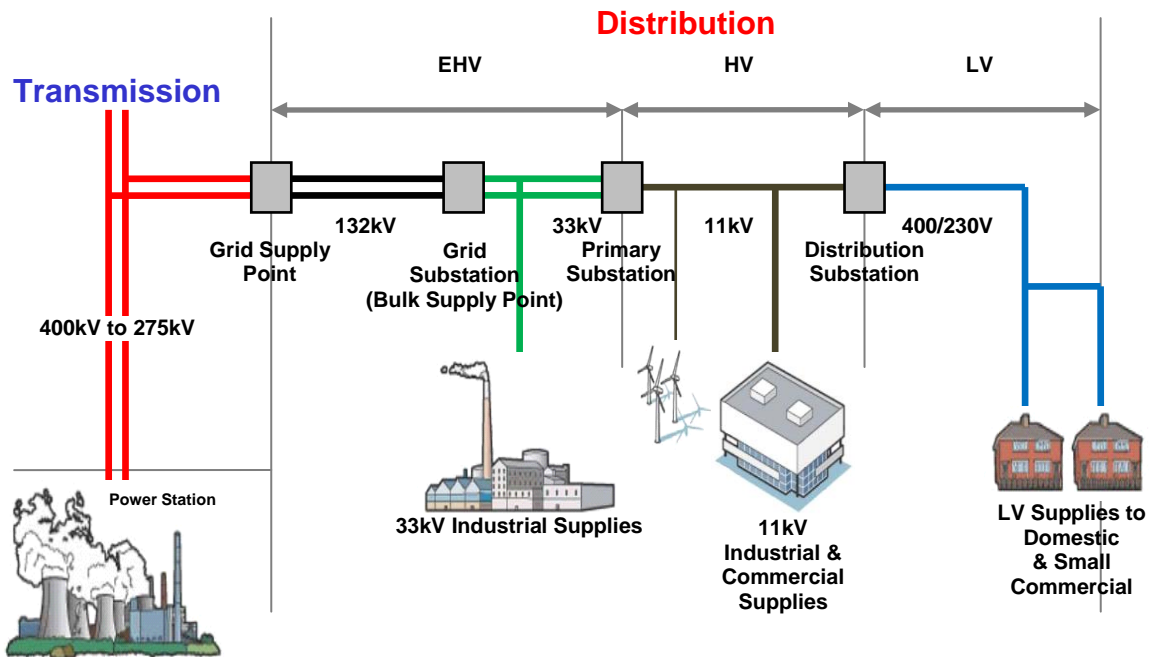 Distribution
EHV
HV
LV
Transmission
132kV
33kV
11kV
400/230V
Grid Supply
Point
Grid
Substation
(Bulk Supply Point)
Primary
Substation
Distribution
Substation
400kV to 275kV
Power Station
33kV Industrial Supplies
11kV
Industrial &
Commercial
Supplies
LV Supplies to
Domestic
& Small
Commercial